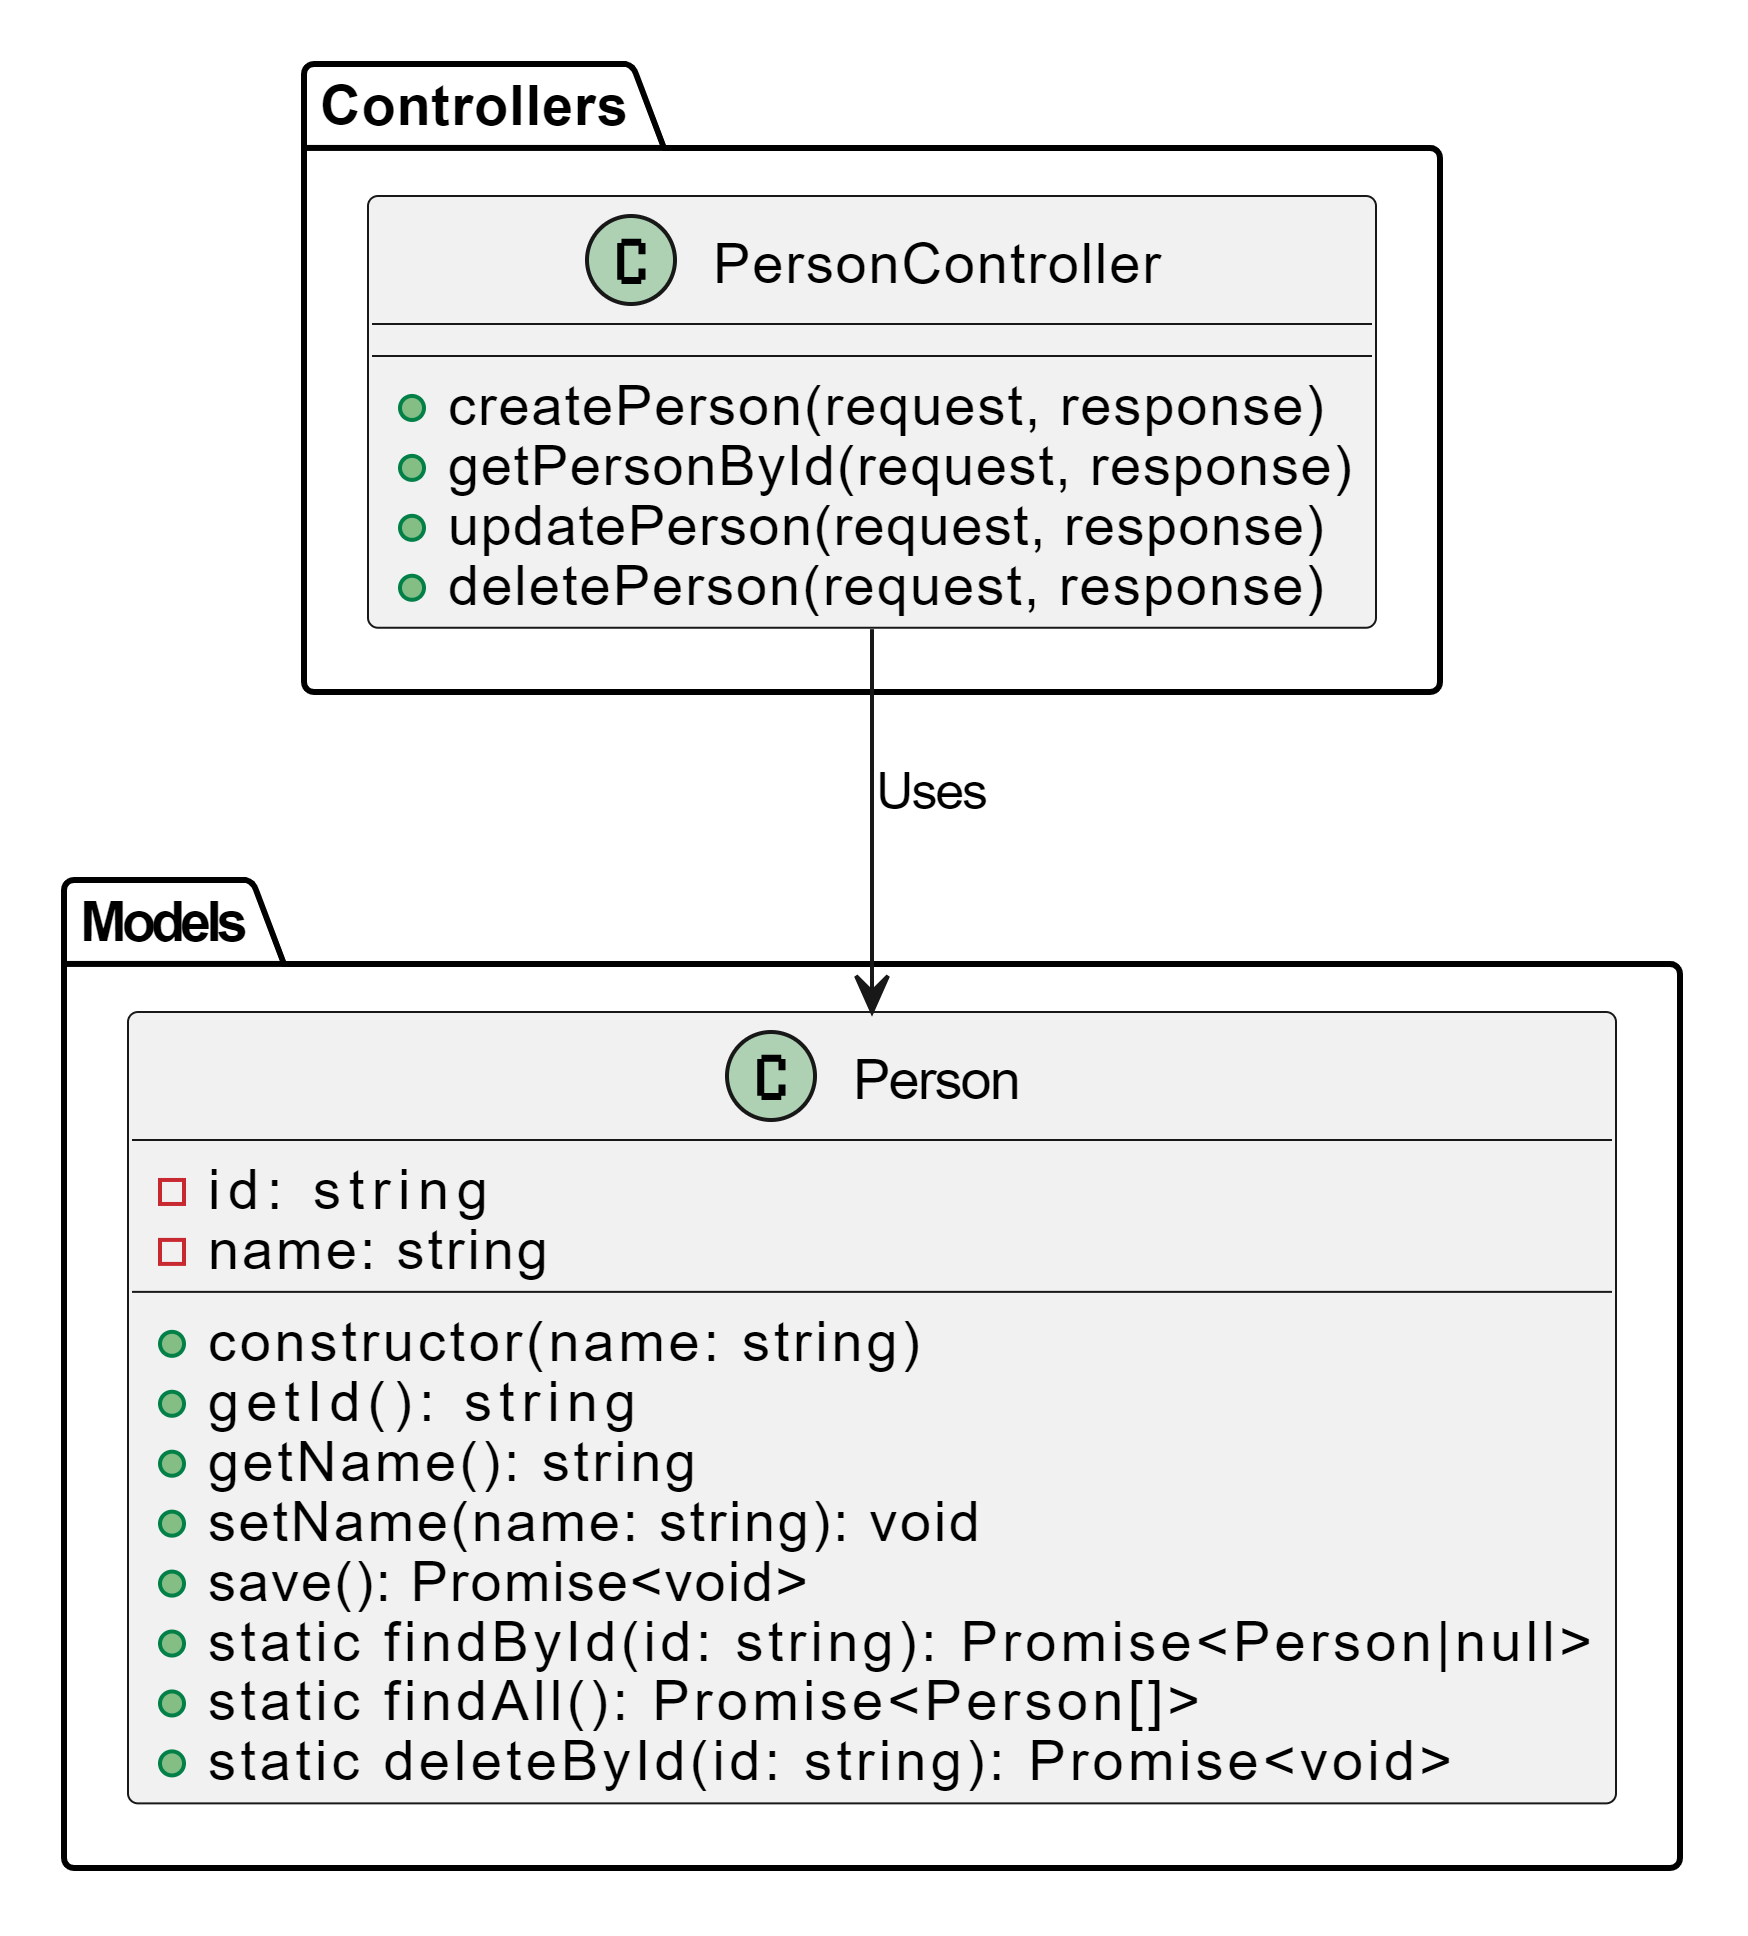 Controllers
C PersonController
createPerson(request, response)
getPersonById(request, response)
updatePerson(request, response)
deletePerson(request, response)
Uses
Models
C Person
id: string
name: string
constructor(name: string)
getId(): string
getName(): string
setName(name: string): void
save(): Promise<void>
static findById(id: string): Promise<Person|null>
static findAll(): Promise<Person[]>
static deleteById(id: string): Promise<void>